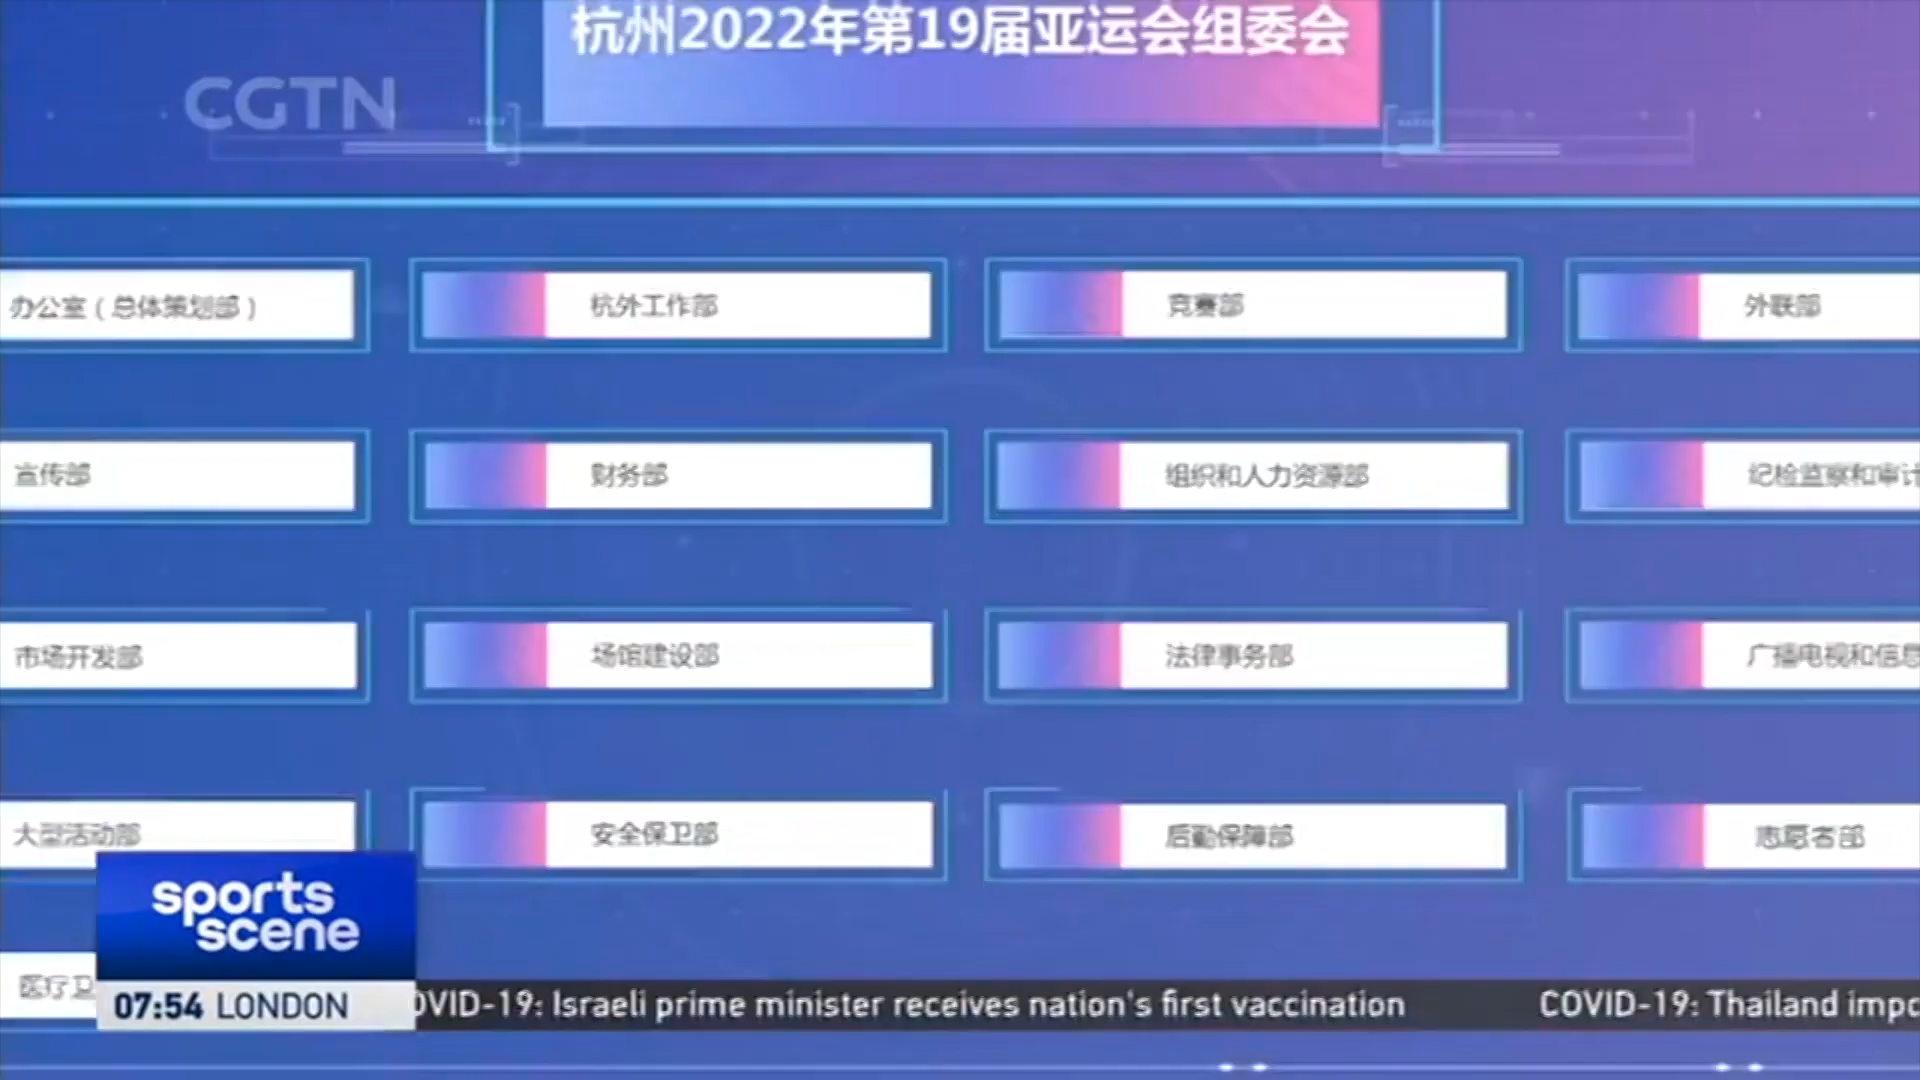 杭州2022年第19届亚运会组委会
CGTN
办公室（总体策划部）
杭外工作部
竞赛部
外联部
宣传部
财务部
组织和人力资源部
纪检监察和审计
市场开发部
场馆建设部
法律事务部
广播电视和信息
大型活动部
安全保卫部
后勤保障部
志愿者部
医疗卫
sports
scene
07:54 LONDON
OVID-19: Israeli prime minister receives nation's first vaccination
COVID-19: Thailand impo